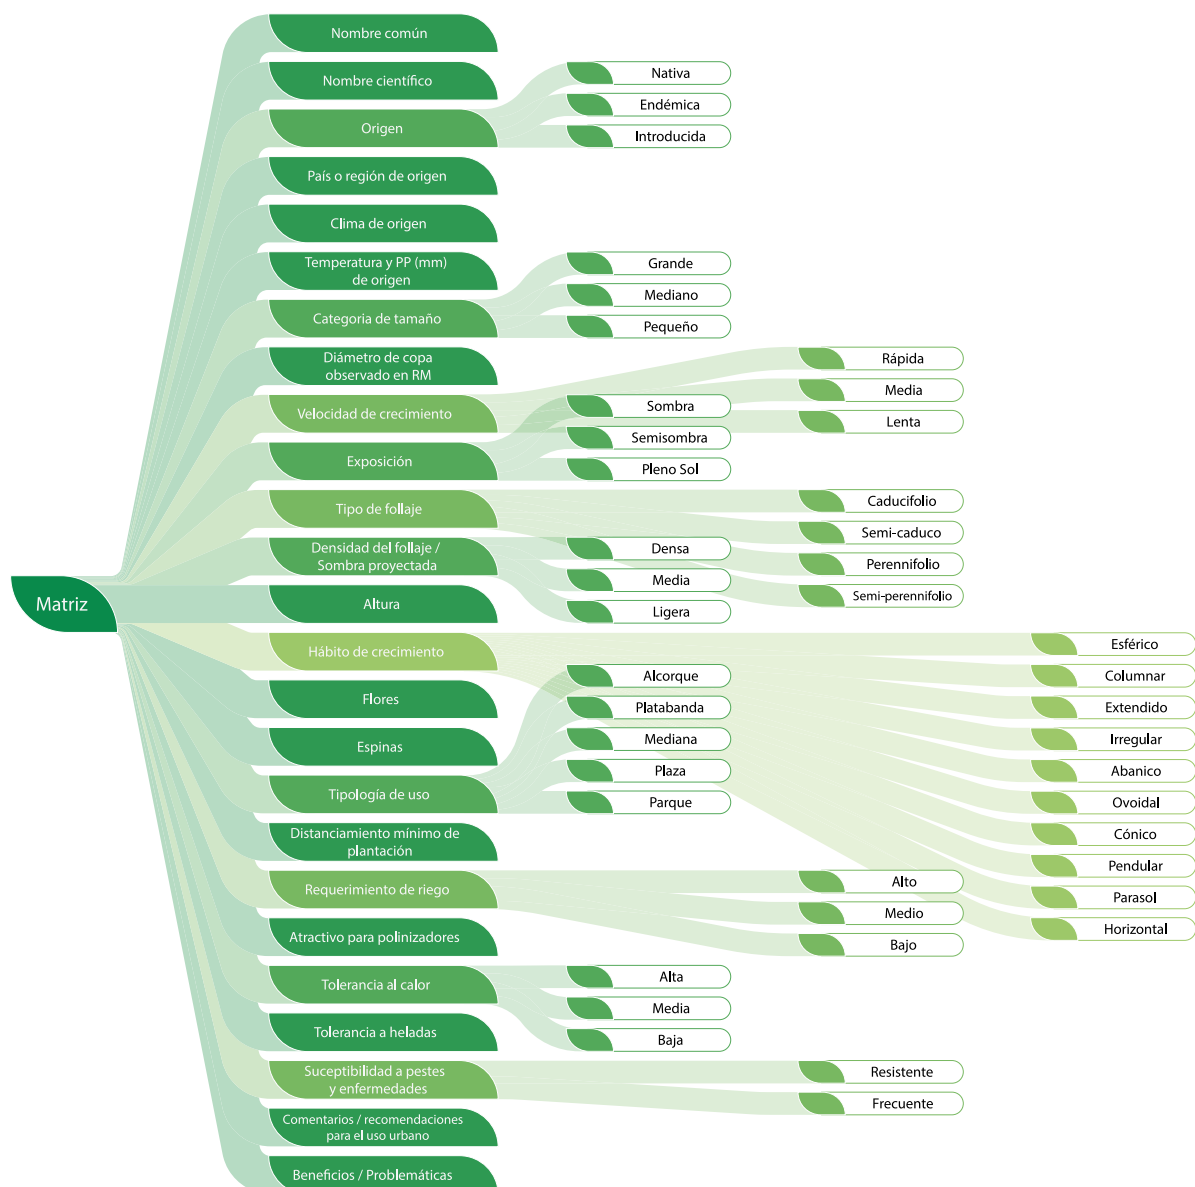 Matriz
Nombre común
Nombre científico
Origen
Nativa
Endémica
Introducida
País o región de origen
Clima de origen
Temperatura y PP (mm)
de origen
Categoria de tamaño
Grande
Mediano
Pequeño
Diámetro de copa
observado en RM
Velocidad de crecimiento
Rápida
Media
Lenta
Exposición
Sombra
Semisombra
Pleno Sol
Tipo de follaje
Caducifolio
Semi-caduco
Perennifolio
Semi-perennifolio
Densidad del follaje /
Sombra proyectada
Densa
Media
Ligera
Altura
Hábito de crecimiento
Esférico
Columnar
Extendido
Irregular
Abanico
Ovoidal
Cónico
Pendular
Parasol
Horizontal
Flores
Espinas
Tipología de uso
Alcorque
Platabanda
Mediana
Plaza
Parque
Distanciamiento mínimo de
plantación
Requerimiento de riego
Alto
Medio
Bajo
Atractivo para polinizadores
Tolerancia al calor
Alta
Media
Baja
Tolerancia a heladas
Suceptibilidad a pestes
y enfermedades
Resistente
Frecuente
Comentarios / recomendaciones
para el uso urbano
Beneficios / Problemáticas